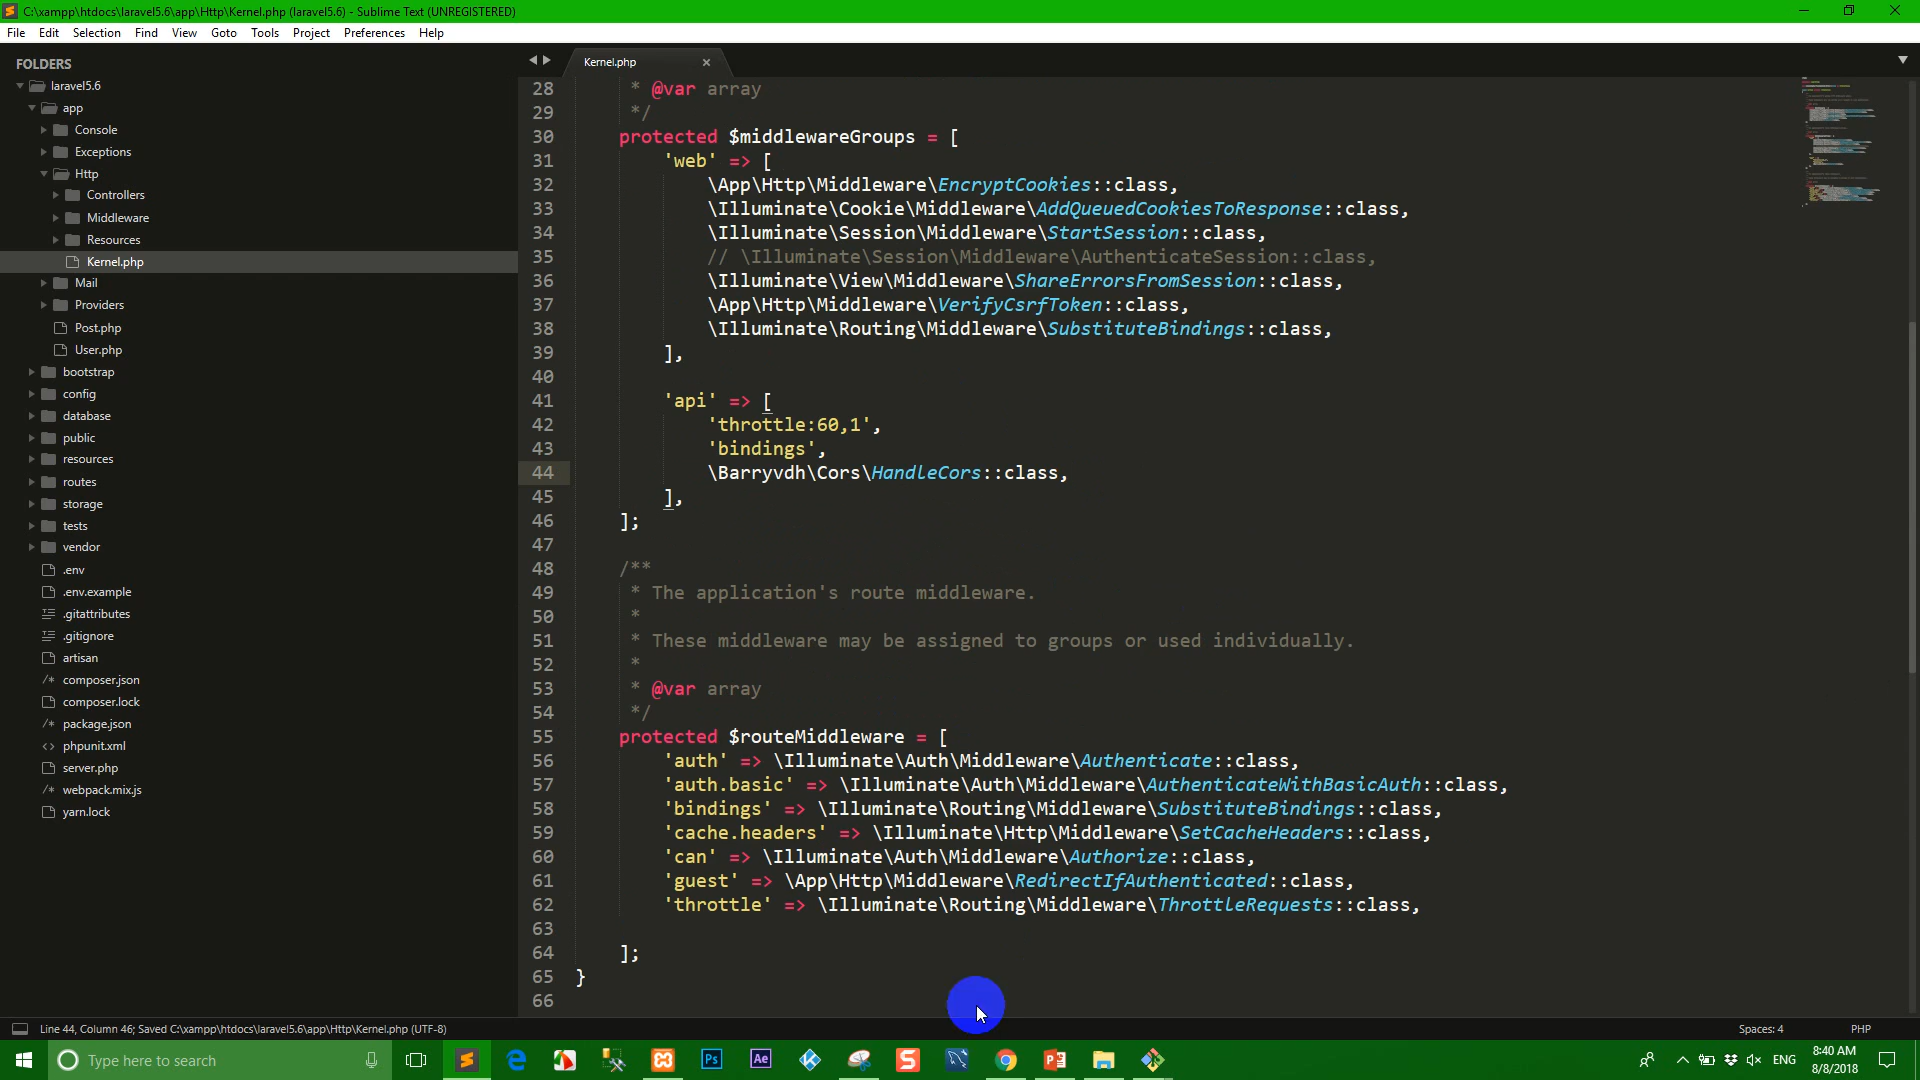 C:\xampp\htdocs\laravel5.6\app\Http\Kernel.php (laravel5.6) - Sublime Text (UNREGISTERED)
File Edit Selection Find View Goto Tools Project Preferences Help
FOLDERS
laravel5.6
app
Console
Exceptions
Http
Controllers
Middleware
Resources
Kernel.php
Mail
Providers
Post.php
User.php
bootstrap
config
database
public
resources
routes
storage
tests
vendor
.env
.env.example
.gitattributes
.gitignore
artisan
/* composer.json
composer.lock
/* package.json
<> phpunit.xml
server.php
/* webpack.mix.js
yarn.lock
Kernel.php ×
28 * @var array
29 */
30 protected $middlewareGroups = [
31 'web' => [
32 \App\Http\Middleware\EncryptCookies::class,
33 \Illuminate\Cookie\Middleware\AddQueuedCookiesToResponse::class,
34 \Illuminate\Session\Middleware\StartSession::class,
35 // \Illuminate\Session\Middleware\AuthenticateSession::class,
36 \Illuminate\View\Middleware\ShareErrorsFromSession::class,
37 \App\Http\Middleware\VerifyCsrfToken::class,
38 \Illuminate\Routing\Middleware\SubstituteBindings::class,
39 ],
40
41 'api' => [
42 'throttle:60,1',
43 'bindings',
44 \Barryvdh\Cors\HandleCors::class,
45 ],
46 ];
47
48 /**
49 * The application's route middleware.
50 *
51 * These middleware may be assigned to groups or used individually.
52 *
53 * @var array
54 */
55 protected $routeMiddleware = [
56 'auth' => \Illuminate\Auth\Middleware\Authenticate::class,
57 'auth.basic' => \Illuminate\Auth\Middleware\AuthenticateWithBasicAuth::class,
58 'bindings' => \Illuminate\Routing\Middleware\SubstituteBindings::class,
59 'cache.headers' => \Illuminate\Http\Middleware\SetCacheHeaders::class,
60 'can' => \Illuminate\Auth\Middleware\Authorize::class,
61 'guest' => \App\Http\Middleware\RedirectIfAuthenticated::class,
62 'throttle' => \Illuminate\Routing\Middleware\ThrottleRequests::class,
63
64 ];
65 }
66
Line 44, Column 46; Saved C:\xampp\htdocs\laravel5.6\app\Http\Kernel.php (UTF-8) Spaces: 4 PHP
Type here to search
Ps
Ae
ENG
8:40 AM
8/8/2018